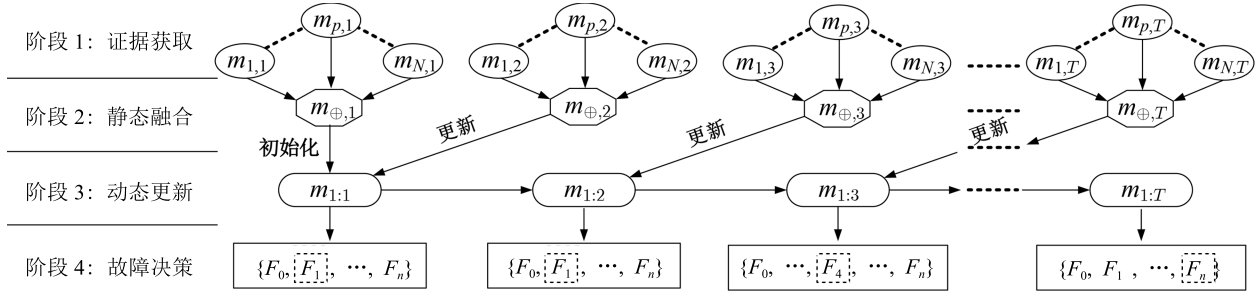 阶段 1：证据获取
m_{p,1} m_{p,2} m_{p,3} m_{p,T}
m_{1,1} m_{N,1} m_{1,2} m_{N,2} m_{1,3} m_{N,3} m_{1,T} m_{N,T}
阶段 2：静态融合
m_{⊕,1} m_{⊕,2} m_{⊕,3} m_{⊕,T}
初始化 更新 更新 更新
阶段 3：动态更新
m_{1:1} m_{1:2} m_{1:3} m_{1:T}
阶段 4：故障决策
{F_0, F_1, …, F_n} {F_0, F_1, …, F_n} {F_0, …, F_4, …, F_n} {F_0, F_1, …, F_n}